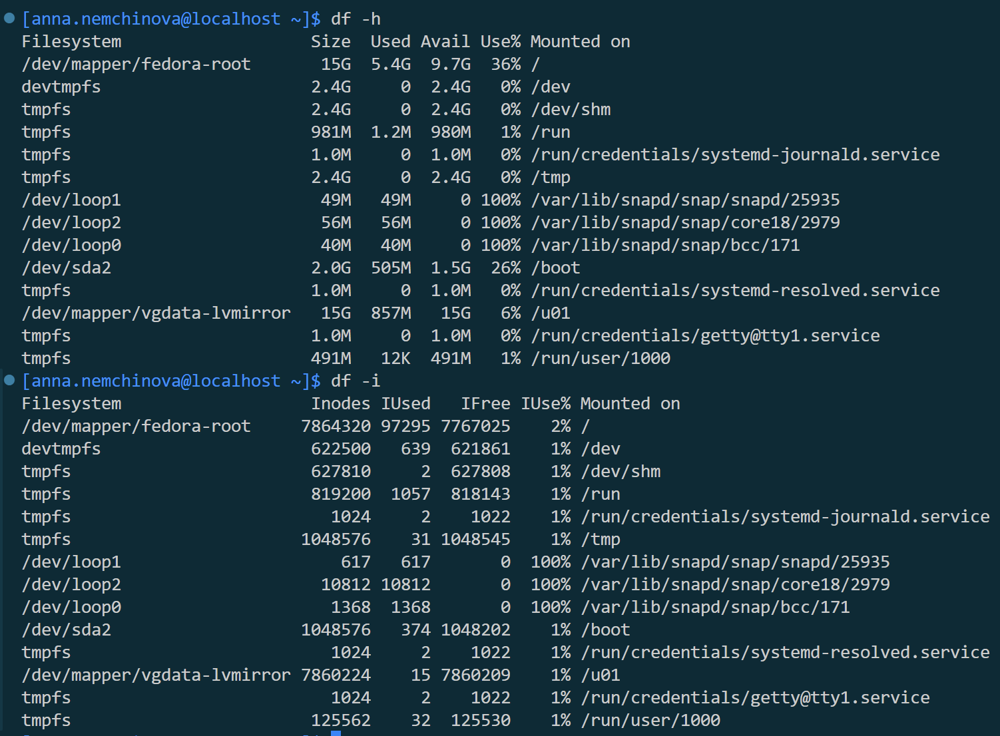 [anna.nemchinova@localhost ~]$ df -h
Filesystem                   Size  Used Avail Use% Mounted on
/dev/mapper/fedora-root       15G  5.4G  9.7G  36% /
devtmpfs                     2.4G     0  2.4G   0% /dev
tmpfs                        2.4G     0  2.4G   0% /dev/shm
tmpfs                        981M  1.2M  980M   1% /run
tmpfs                        1.0M     0  1.0M   0% /run/credentials/systemd-journald.service
tmpfs                        2.4G     0  2.4G   0% /tmp
/dev/loop1                    49M   49M     0 100% /var/lib/snapd/snap/snapd/25935
/dev/loop2                    56M   56M     0 100% /var/lib/snapd/snap/core18/2979
/dev/loop0                    40M   40M     0 100% /var/lib/snapd/snap/bcc/171
/dev/sda2                    2.0G  505M  1.5G  26% /boot
tmpfs                        1.0M     0  1.0M   0% /run/credentials/systemd-resolved.service
/dev/mapper/vgdata-lvmirror   15G  857M   15G   6% /u01
tmpfs                        1.0M     0  1.0M   0% /run/credentials/getty@tty1.service
tmpfs                        491M   12K  491M   1% /run/user/1000
[anna.nemchinova@localhost ~]$ df -i
Filesystem                   Inodes IUsed   IFree IUse% Mounted on
/dev/mapper/fedora-root     7864320 97295 7767025    2% /
devtmpfs                     622500   639  621861    1% /dev
tmpfs                        627810     2  627808    1% /dev/shm
tmpfs                        819200  1057  818143    1% /run
tmpfs                          1024     2    1022    1% /run/credentials/systemd-journald.service
tmpfs                       1048576    31 1048545    1% /tmp
/dev/loop1                      617   617       0  100% /var/lib/snapd/snap/snapd/25935
/dev/loop2                    10812 10812       0  100% /var/lib/snapd/snap/core18/2979
/dev/loop0                     1368  1368       0  100% /var/lib/snapd/snap/bcc/171
/dev/sda2                   1048576   374 1048202    1% /boot
tmpfs                          1024     2    1022    1% /run/credentials/systemd-resolved.service
/dev/mapper/vgdata-lvmirror 7860224    15 7860209    1% /u01
tmpfs                          1024     2    1022    1% /run/credentials/getty@tty1.service
tmpfs                        125562    32  125530    1% /run/user/1000